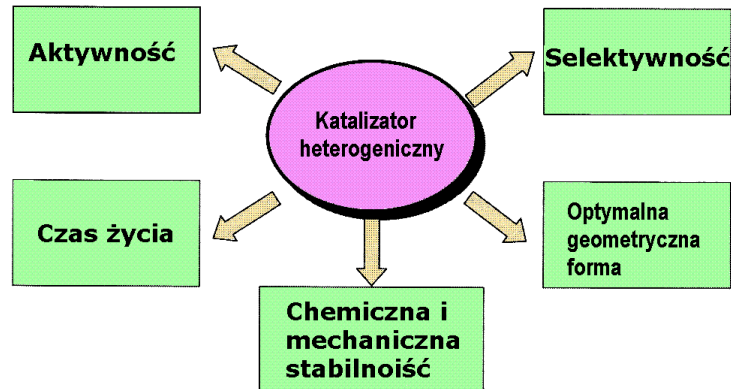 Aktywność
Selektywność
Katalizator
heterogeniczny
Czas życia
Optymalna
geometryczna
forma
Chemiczna i
mechaniczna
stabilnoiść